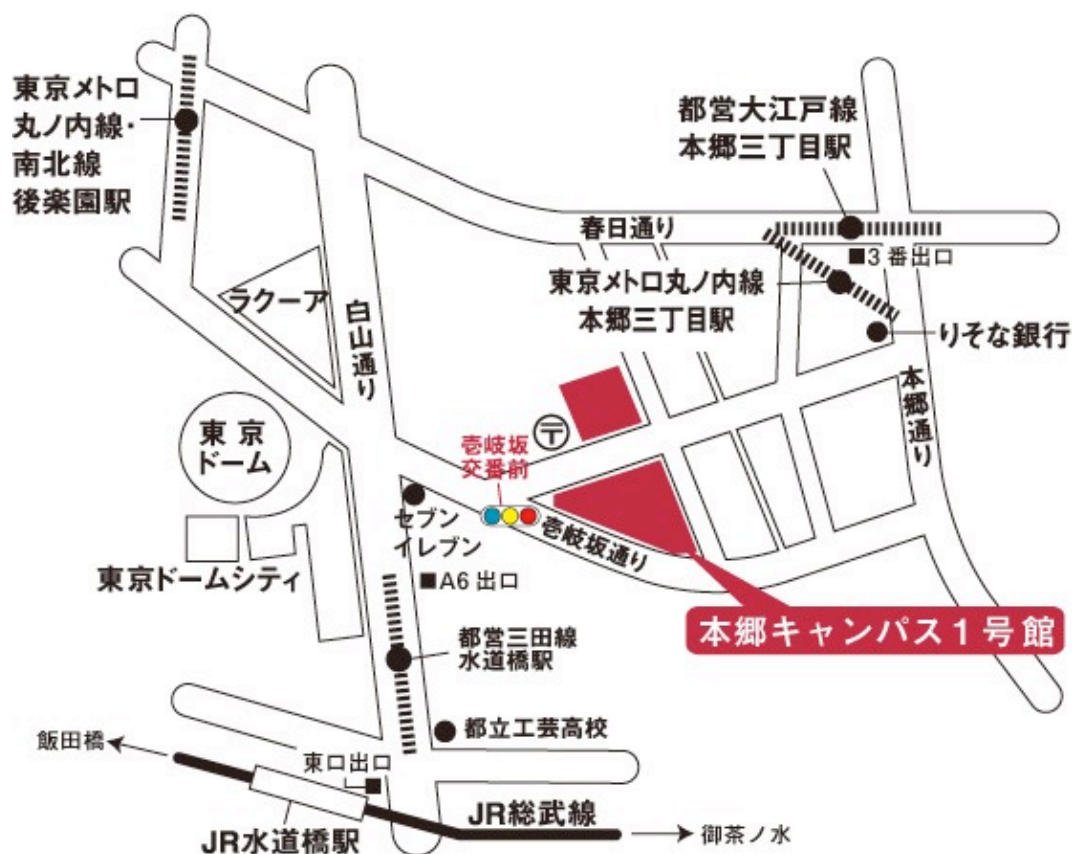 東京メトロ
丸ノ内線・
南北線
後楽園駅
都営大江戸線
本郷三丁目駅
春日通り
■3番出口
東京メトロ丸ノ内線
本郷三丁目駅
りそな銀行
ラクーア
白山通り
本郷通り
東京
ドーム
〒
壱岐坂
交番前
セブン
イレブン
壱岐坂通り
東京ドームシティ
■A6出口
本郷キャンパス1号館
都営三田線
水道橋駅
都立工芸高校
飯田橋
東口出口
JR総武線
JR水道橋駅
御茶ノ水